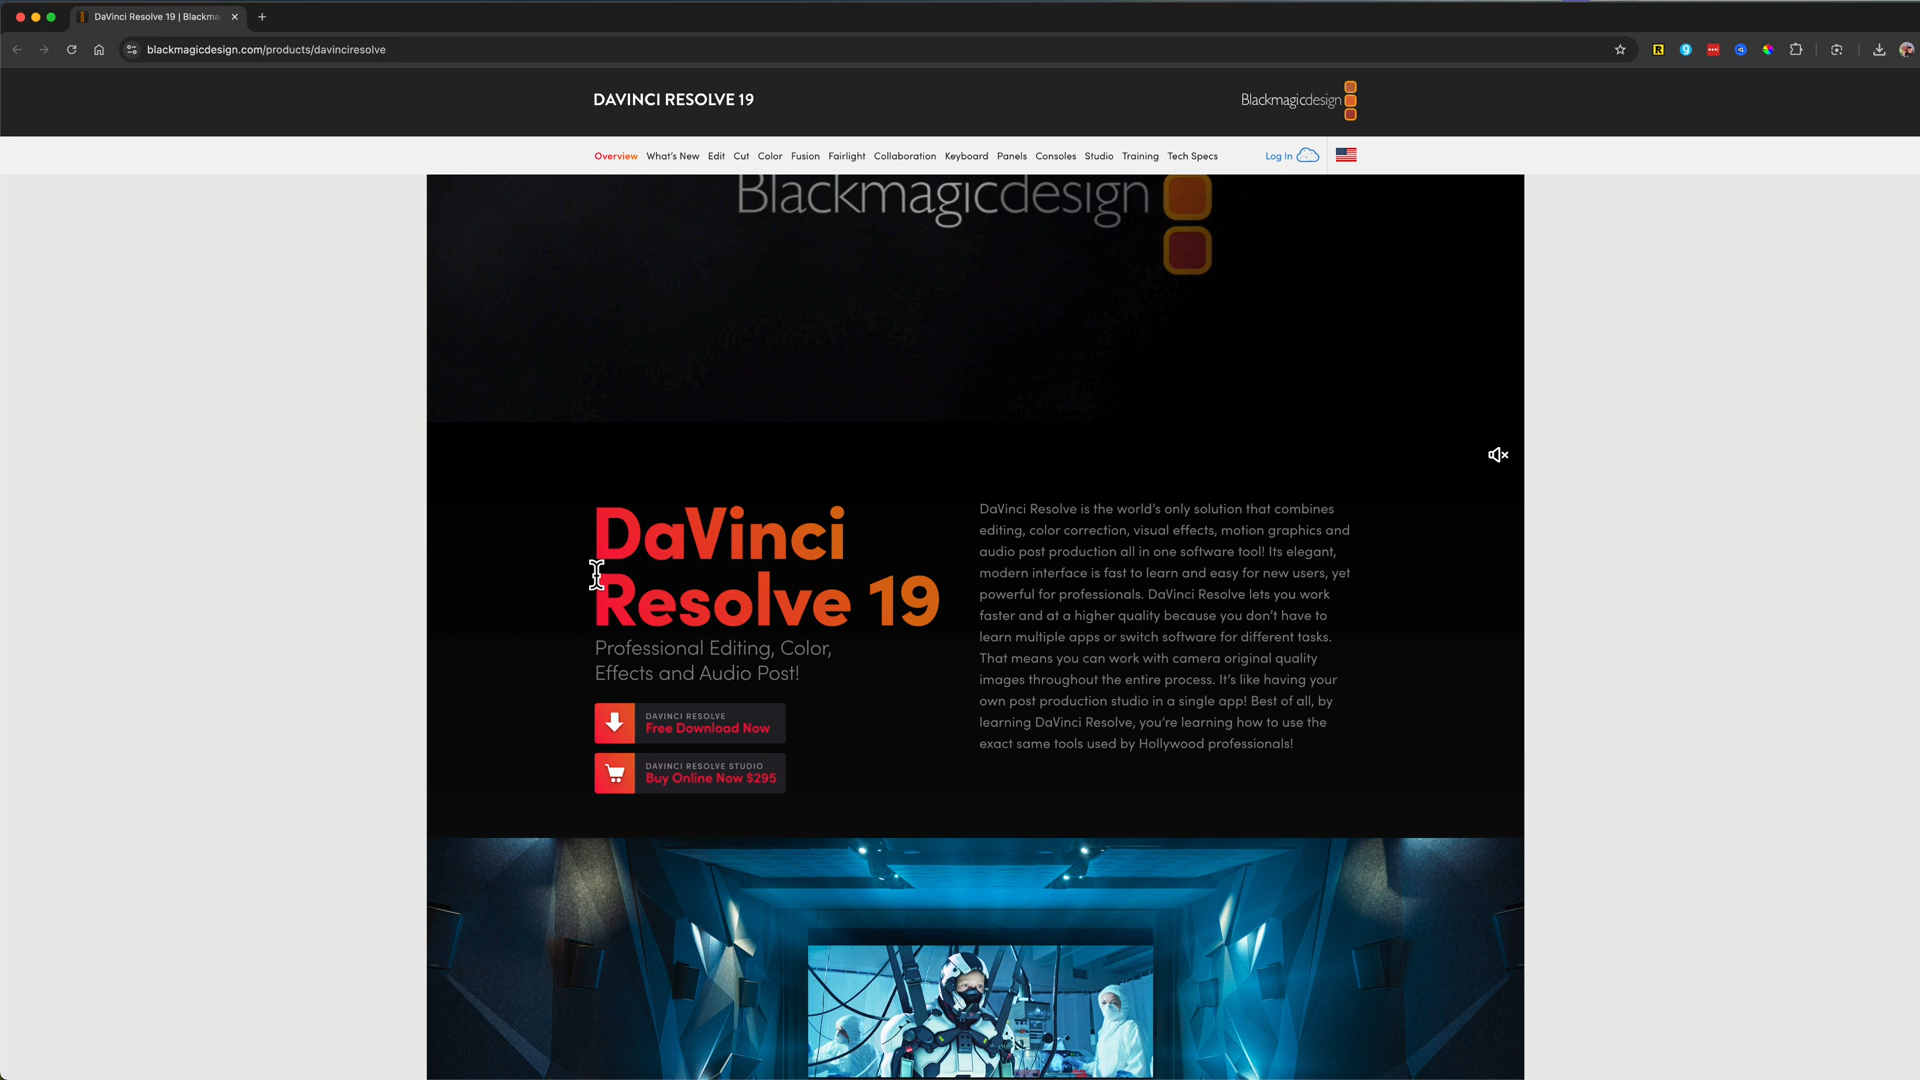 DaVinci Resolve 19 | Blackma
blackmagicdesign.com/products/davinciresolve
DAVINCI RESOLVE 19
Blackmagicdesign
Overview What's New Edit Cut Color Fusion Fairlight Collaboration Keyboard Panels Consoles Studio Training Tech Specs Log In
Blackmagicdesign
DaVinci
Resolve 19
Professional Editing, Color,
Effects and Audio Post!
DAVINCI RESOLVE
Free Download Now
DAVINCI RESOLVE STUDIO
Buy Online Now $295
DaVinci Resolve is the world's only solution that combines
editing, color correction, visual effects, motion graphics and
audio post production all in one software tool! Its elegant,
modern interface is fast to learn and easy for new users, yet
powerful for professionals. DaVinci Resolve lets you work
faster and at a higher quality because you don't have to
learn multiple apps or switch software for different tasks.
That means you can work with camera original quality
images throughout the entire process. It's like having your
own post production studio in a single app! Best of all, by
learning DaVinci Resolve, you're learning how to use the
exact same tools used by Hollywood professionals!